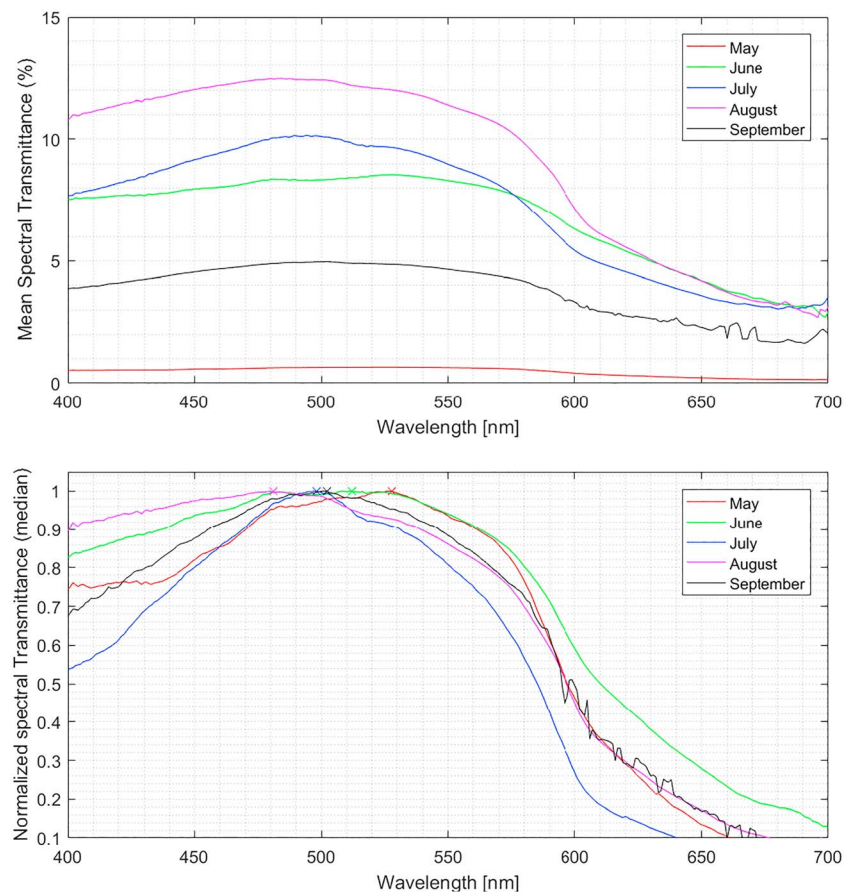 15
10
5
0
Mean Spectral Transmittance (%)
May
June
July
August
September
400 450 500 550 600 650 700
Wavelength [nm]
1
0.9
0.8
0.7
0.6
0.5
0.4
0.3
0.2
0.1
Normalized spectral Transmittance (median)
May
June
July
August
September
400 450 500 550 600 650 700
Wavelength [nm]